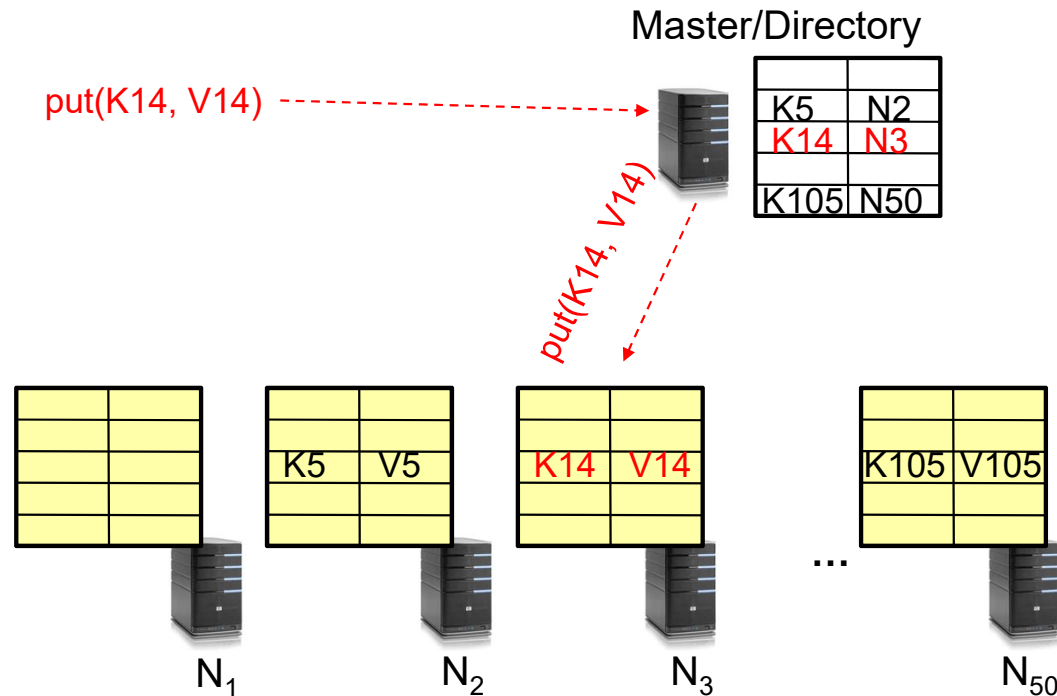 Master/Directory
put(K14, V14)
K5 N2
K14 N3
K105 N50
put(K14, V14)
K5 V5
K14 V14
K105 V105
...
N₁
N₂
N₃
N₅₀